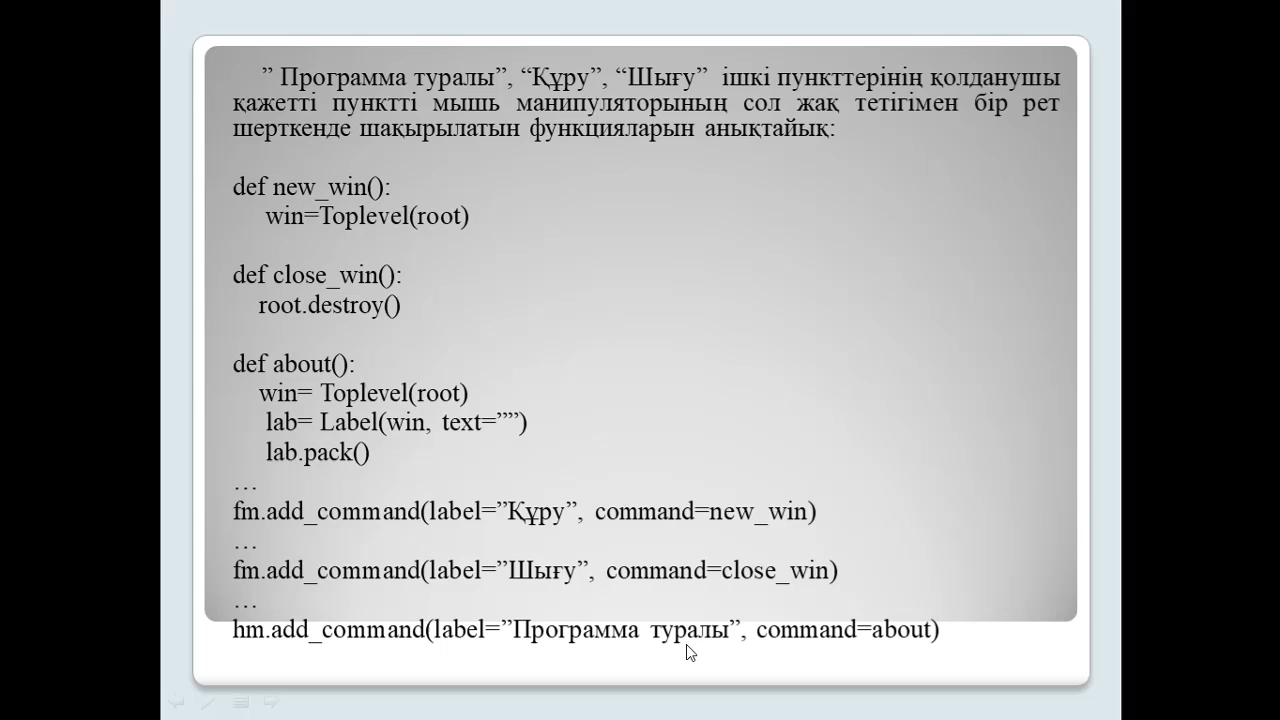 ” Программа туралы”, “Құру”, “Шығу” ішкі пункттерінің қолданушы
қажетті пунктті мышь манипуляторының сол жақ тетігімен бір рет
шерткенде шақырылатын функцияларын анықтайық:
def new_win():
win=Toplevel(root)
def close_win():
root.destroy()
def about():
win= Toplevel(root)
lab= Label(win, text=””)
lab.pack()
…
fm.add_command(label=”Құру”, command=new_win)
…
fm.add_command(label=”Шығу”, command=close_win)
…
hm.add_command(label=”Программа туралы”, command=about)